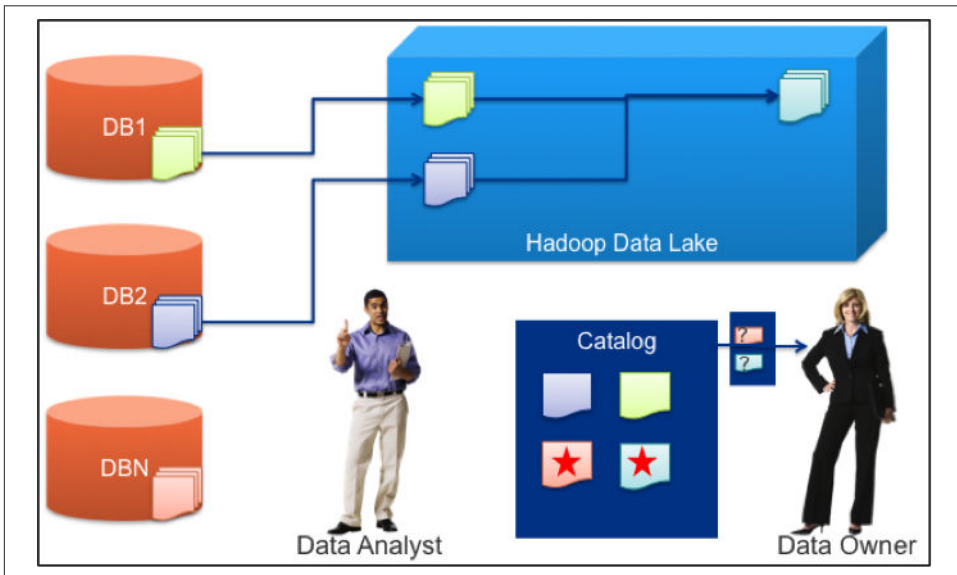 DB1
Hadoop Data Lake
DB2
Catalog
?
?
DBN
Data Analyst
Data Owner